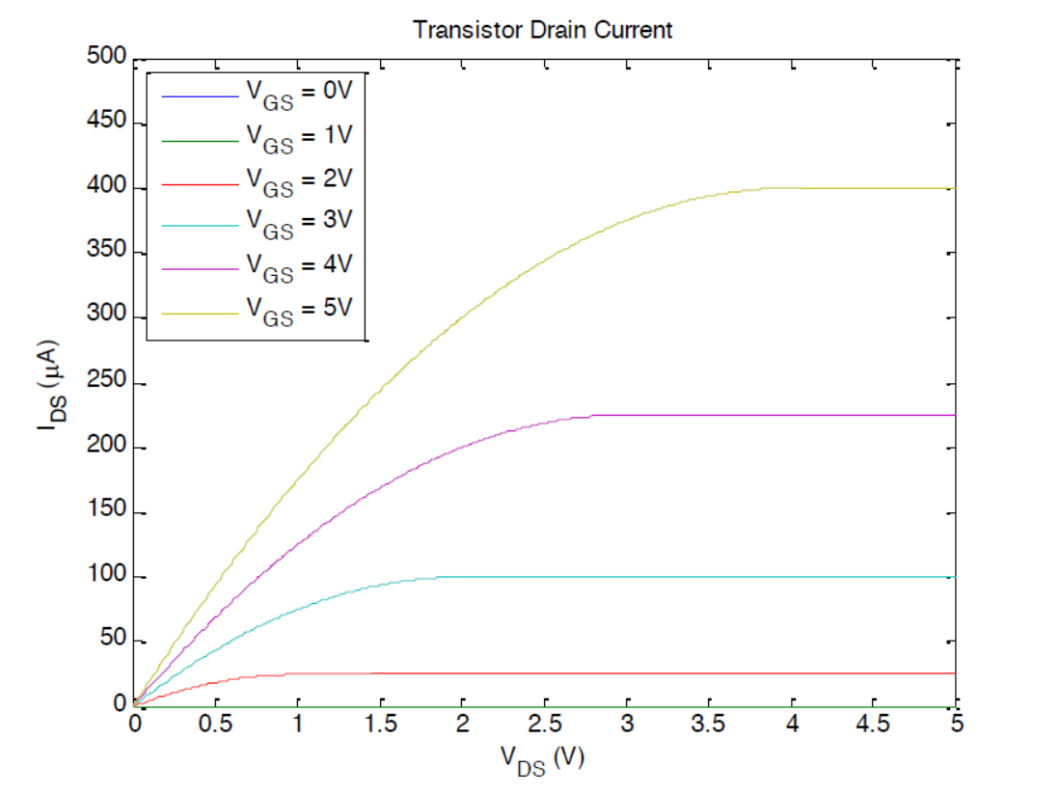 Transistor Drain Current
500
450
400
350
300
250
200
150
100
50
0
V_GS = 0V
V_GS = 1V
V_GS = 2V
V_GS = 3V
V_GS = 4V
V_GS = 5V
I_DS (μA)
0 0.5 1 1.5 2 2.5 3 3.5 4 4.5 5
V_DS (V)